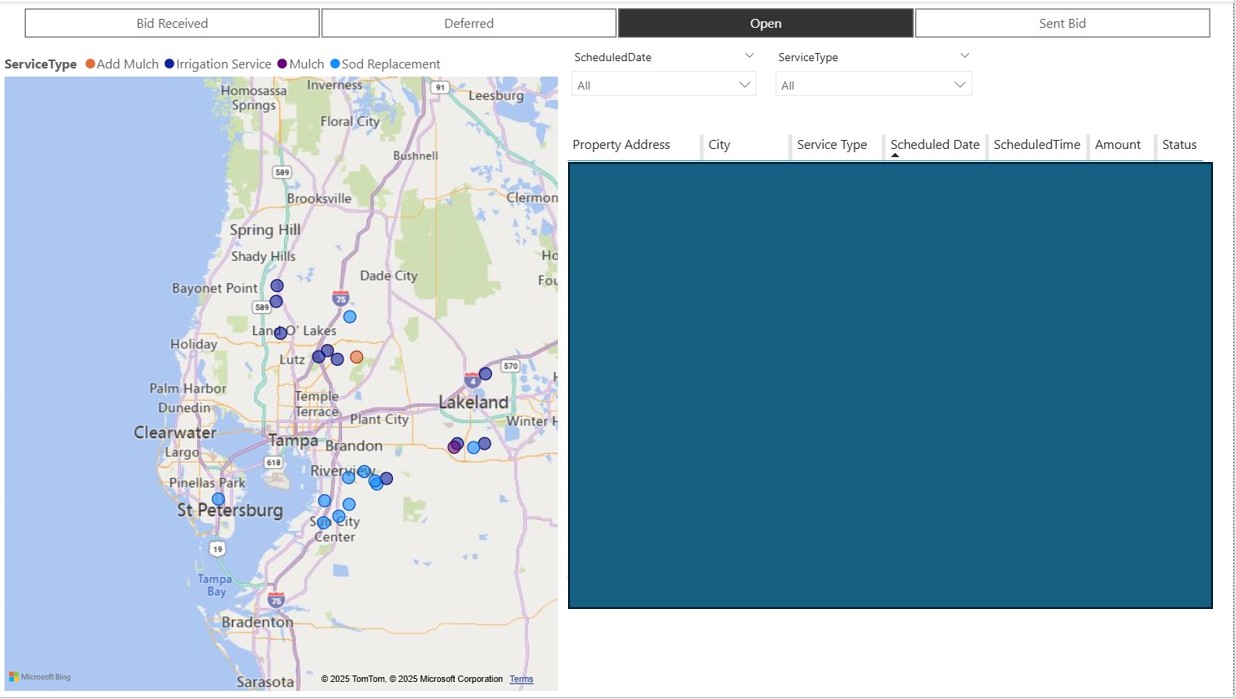 Bid Received
Deferred
Open
Sent Bid
ServiceType Add Mulch Irrigation Service Mulch Sod Replacement
ScheduledDate
All
ServiceType
All
Property Address
City
Service Type
Scheduled Date
ScheduledTime
Amount
Status
Homosassa
Springs
Inverness
91
Leesburg
Floral City
Bushnell
589
Brooksville
Clermon
Spring Hill
Shady Hills
Dade City
Bayonet Point
75
589
Land O' Lakes
Holiday
Lutz
570
4
Palm Harbor
Dunedin
Temple
Terrace
Lakeland
Plant City
Winter H
Clearwater
Tampa
Brandon
Largo
618
Riverview
Pinellas Park
St Petersburg
Sun City
Center
19
Tampa
Bay
75
Bradenton
Sarasota
Microsoft Bing
© 2025 TomTom, © 2025 Microsoft Corporation Terms